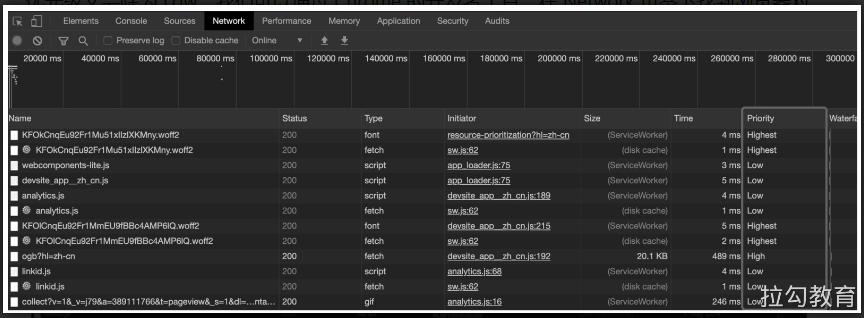 Elements Console Sources Network Performance Memory Application Security Audits
Preserve log Disable cache Online
20000 ms 40000 ms 60000 ms 80000 ms 100000 ms 120000 ms 140000 ms 160000 ms 180000 ms 200000 ms 220000 ms 240000 ms 260000 ms 280000 ms 300000
Name Status Type Initiator Size Time Priority Waterfa
KFOkCnqEu92Fr1Mu51xIIzIXKMny.woff2 200 font resource-prioritization?hl=zh-cn (ServiceWorker) 4 ms Highest
KFOkCnqEu92Fr1Mu51xIIzIXKMny.woff2 200 fetch sw.js:62 (disk cache) 1 ms Highest
webcomponents-lite.js 200 script app_loader.js:75 (ServiceWorker) 3 ms Low
devsite_app__zh_cn.js 200 script app_loader.js:75 (ServiceWorker) 5 ms Low
analytics.js 200 script devsite_app__zh_cn.js:189 (ServiceWorker) 4 ms Low
analytics.js 200 fetch sw.js:62 (disk cache) 1 ms Low
KFOlCnqEu92Fr1MmEU9fBBc4AMP6lQ.woff2 200 font devsite_app__zh_cn.js:215 (ServiceWorker) 5 ms Highest
KFOlCnqEu92Fr1MmEU9fBBc4AMP6lQ.woff2 200 fetch sw.js:62 (disk cache) 2 ms Highest
ogb?hl=zh-cn 200 fetch devsite_app__zh_cn.js:192 20.1 KB 489 ms High
linkid.js 200 script analytics.js:68 (ServiceWorker) 4 ms Low
linkid.js 200 fetch sw.js:62 (disk cache) 1 ms Low
collect?v=1&_v=j79&a=389111766&t=pageview&_s=1&dl=…nta… 200 gif analytics.js:16 (ServiceWorker) 246 ms Low
拉勾教育